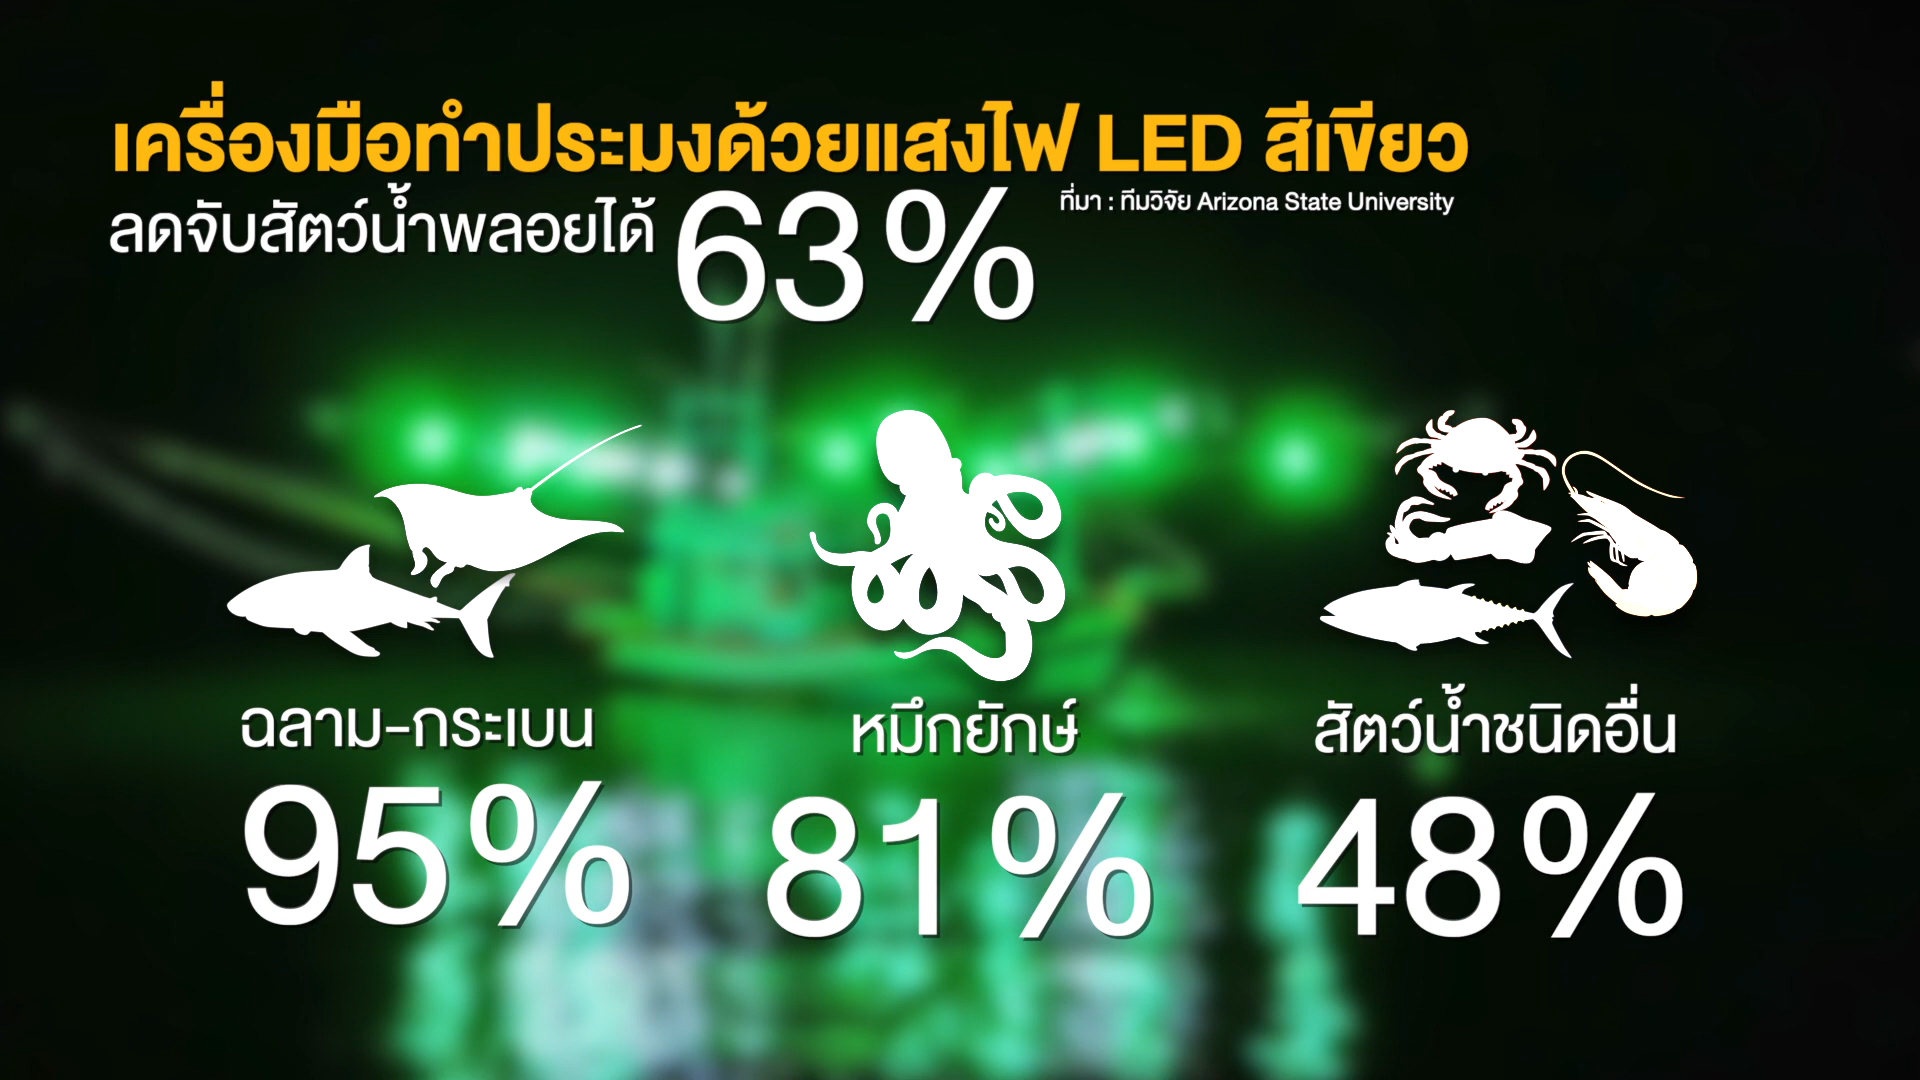 เครื่องมือทำประมงด้วยแสงไฟ LED สีเขียว
ลดจับสัตว์น้ำพลอยได้ 63%
ที่มา : ทีมวิจัย Arizona State University
ฉลาม-กระเบน
95%
หมึกยักษ์
81%
สัตว์น้ำชนิดอื่น
48%